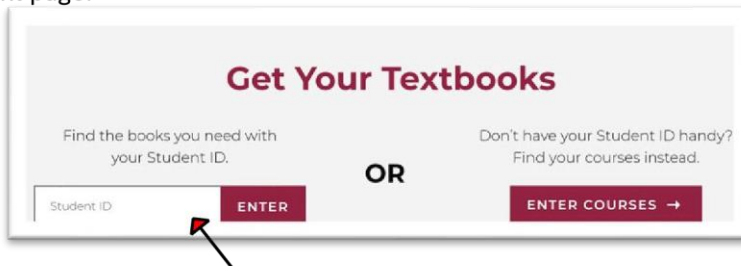 Get Your Textbooks
Find the books you need with
your Student ID.
Student ID
ENTER
OR
Don't have your Student ID handy?
Find your courses instead.
ENTER COURSES →